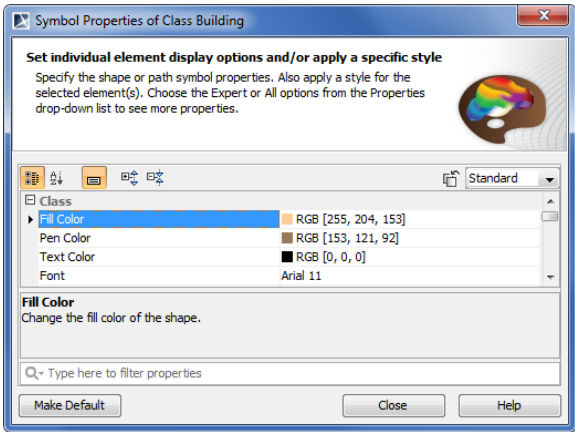 Symbol Properties of Class Building
Set individual element display options and/or apply a specific style
Specify the shape or path symbol properties. Also apply a style for the
selected element(s). Choose the Expert or All options from the Properties
drop-down list to see more properties.
Standard
Class
Fill Color RGB [255, 204, 153]
Pen Color RGB [153, 121, 92]
Text Color RGB [0, 0, 0]
Font Arial 11
Fill Color
Change the fill color of the shape.
Type here to filter properties
Make Default Close Help